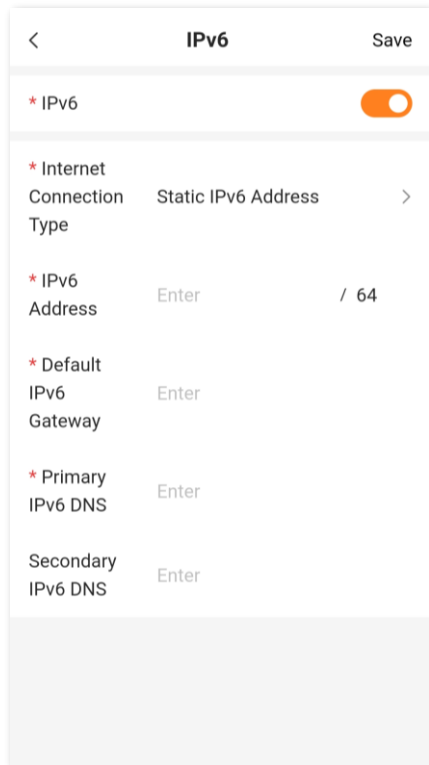 IPv6 Save
* IPv6
* Internet
Connection Static IPv6 Address
Type
* IPv6
Address Enter / 64
* Default
IPv6 Enter
Gateway
* Primary
IPv6 DNS Enter
Secondary
IPv6 DNS Enter